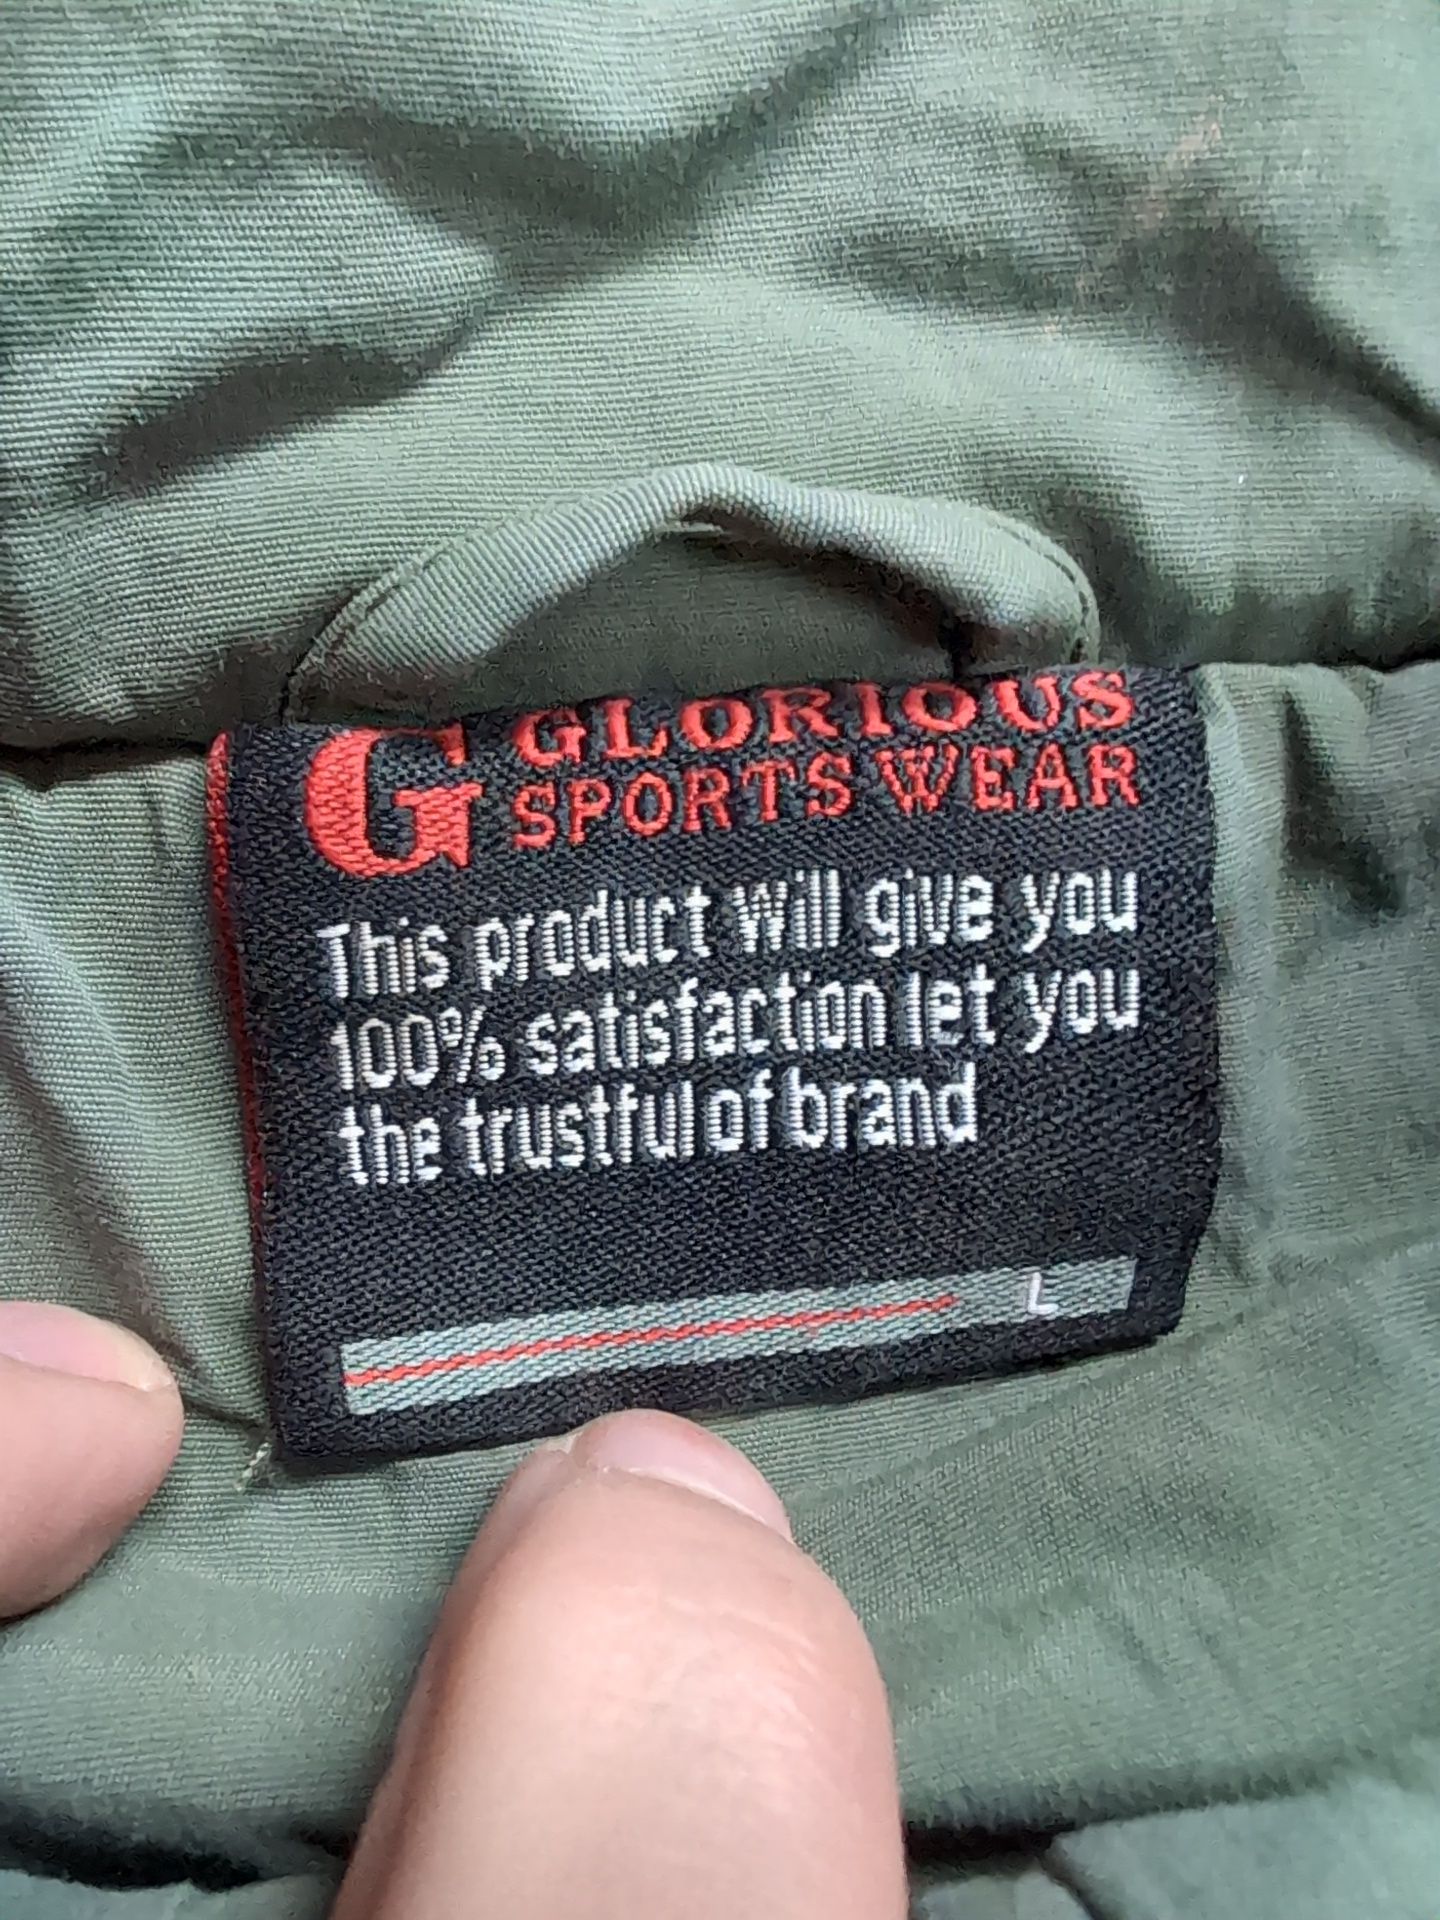 G GLORIOUS
SPORTS WEAR
This product will give you
100% satisfaction let you
the trustful of brand
L